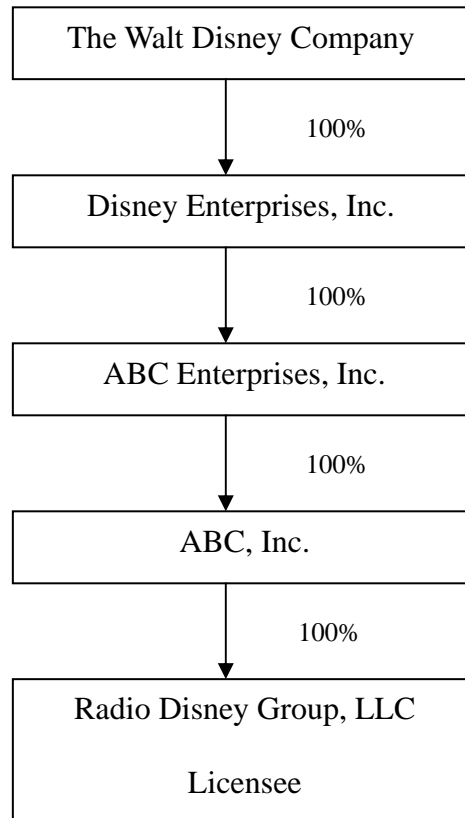 The Walt Disney Company
100%
Disney Enterprises, Inc.
100%
ABC Enterprises, Inc.
100%
ABC, Inc.
100%
Radio Disney Group, LLC
Licensee